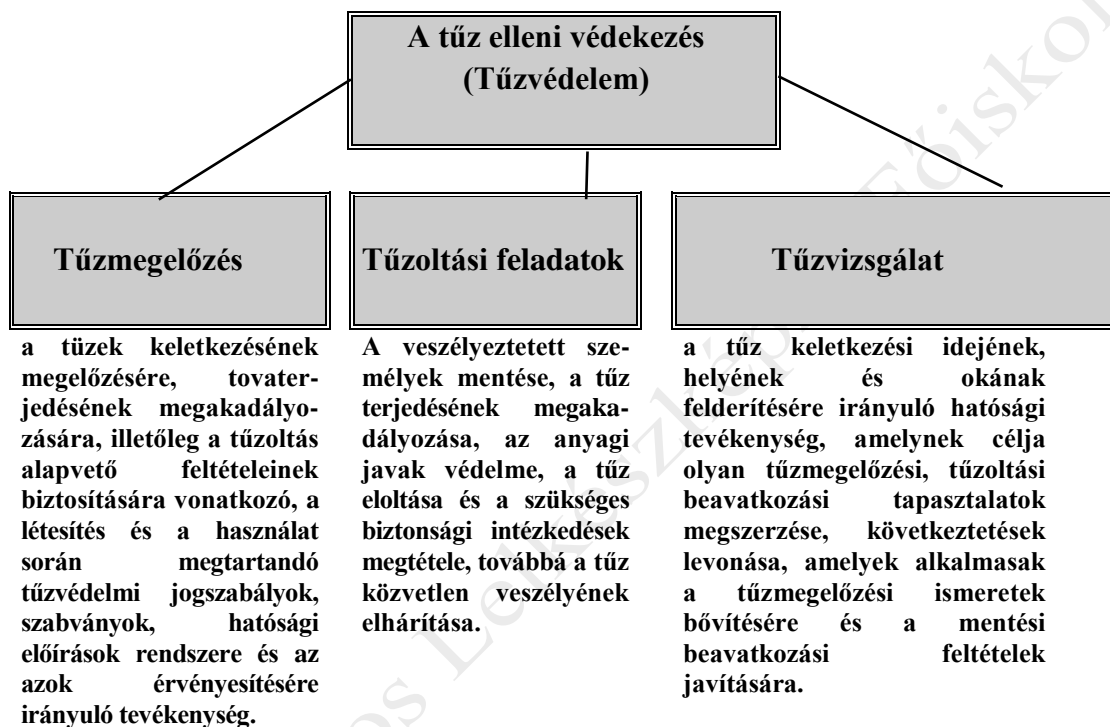 A tűz elleni védekezés
(Tűzvédelem)
Tűzmegelőzés
a tüzek keletkezésének
megelőzésére, tovater-
jedésének megakadályo-
zására, illetőleg a tűzoltás
alapvető feltételeinek
biztosítására vonatkozó, a
létesítés és a használat
során megtartandó
tűzvédelmi jogszabályok,
szabványok, hatósági
előírások rendszere és az
azok érvényesítésére
irányuló tevékenység.
Tűzoltási feladatok
A veszélyeztetett sze-
mélyek mentése, a tűz
terjedésének megaka-
dályozása, az anyagi
javak védelme, a tűz
eloltása és a szükséges
biztonsági intézkedések
megtétele, továbbá a tűz
közvetlen veszélyének
elhárítása.
Tűzvizsgálat
a tűz keletkezési idejének,
helyének és okának
felderítésére irányuló hatósági
tevékenység, amelynek célja
olyan tűzmegelőzési, tűzoltási
beavatkozási tapasztalatok
megszerzése, következtetések
levonása, amelyek alkalmasak
a tűzmegelőzési ismeretek
bővítésére és a mentési
beavatkozási feltételek
javítására.